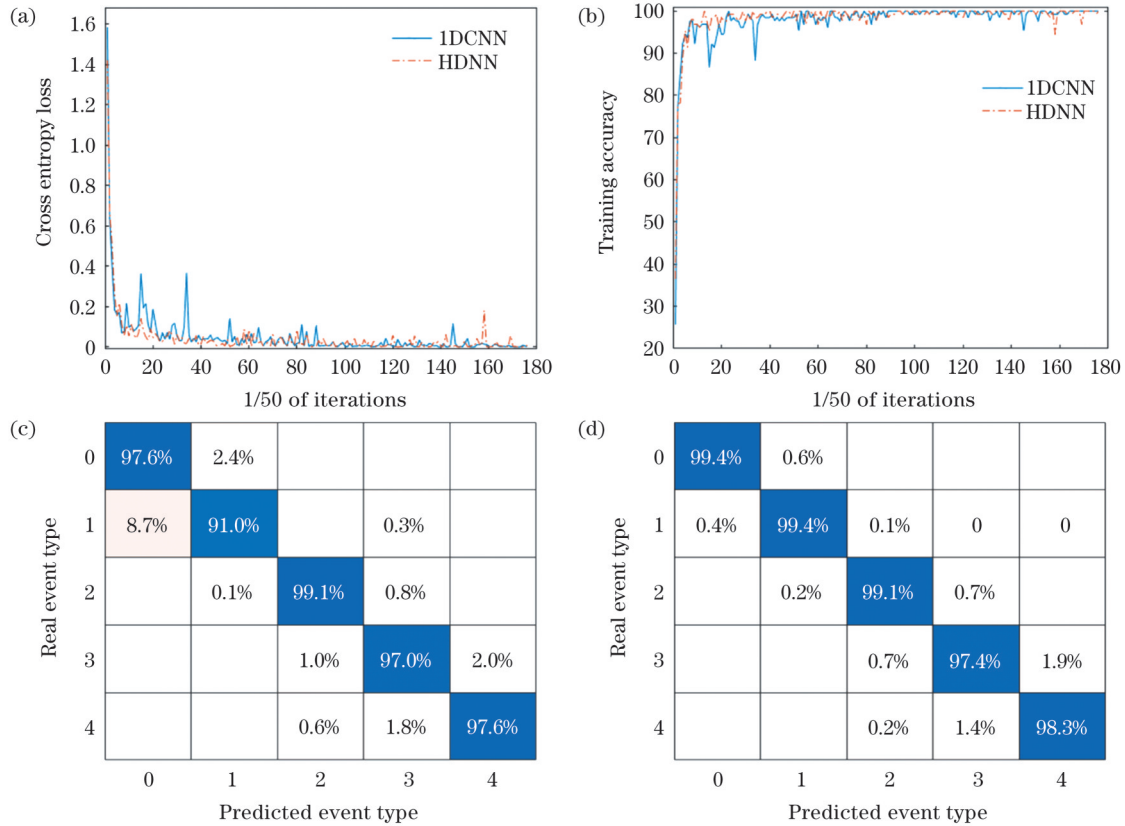 (a)
1.6
1.4
1.2
1.0
0.8
0.6
0.4
0.2
0
Cross entropy loss
1DCNN
HDNN
0 20 40 60 80 100 120 140 160 180
1/50 of iterations
(b)
100
90
80
100
60
50
40
30
20
Training accuracy
1DCNN
HDNN
0 20 40 60 80 100 120 140 160 180
1/50 of iterations
(c)
Real event type
0 97.6% 2.4%
1 8.7% 91.0% 0.3%
2 0.1% 99.1% 0.8%
3 1.0% 97.0% 2.0%
4 0.6% 1.8% 97.6%
0 1 2 3 4
Predicted event type
(d)
Real event type
0 99.4% 0.6%
1 0.4% 99.4% 0.1% 0 0
2 0.2% 99.1% 0.7%
3 0.7% 97.4% 1.9%
4 0.2% 1.4% 98.3%
0 1 2 3 4
Predicted event type